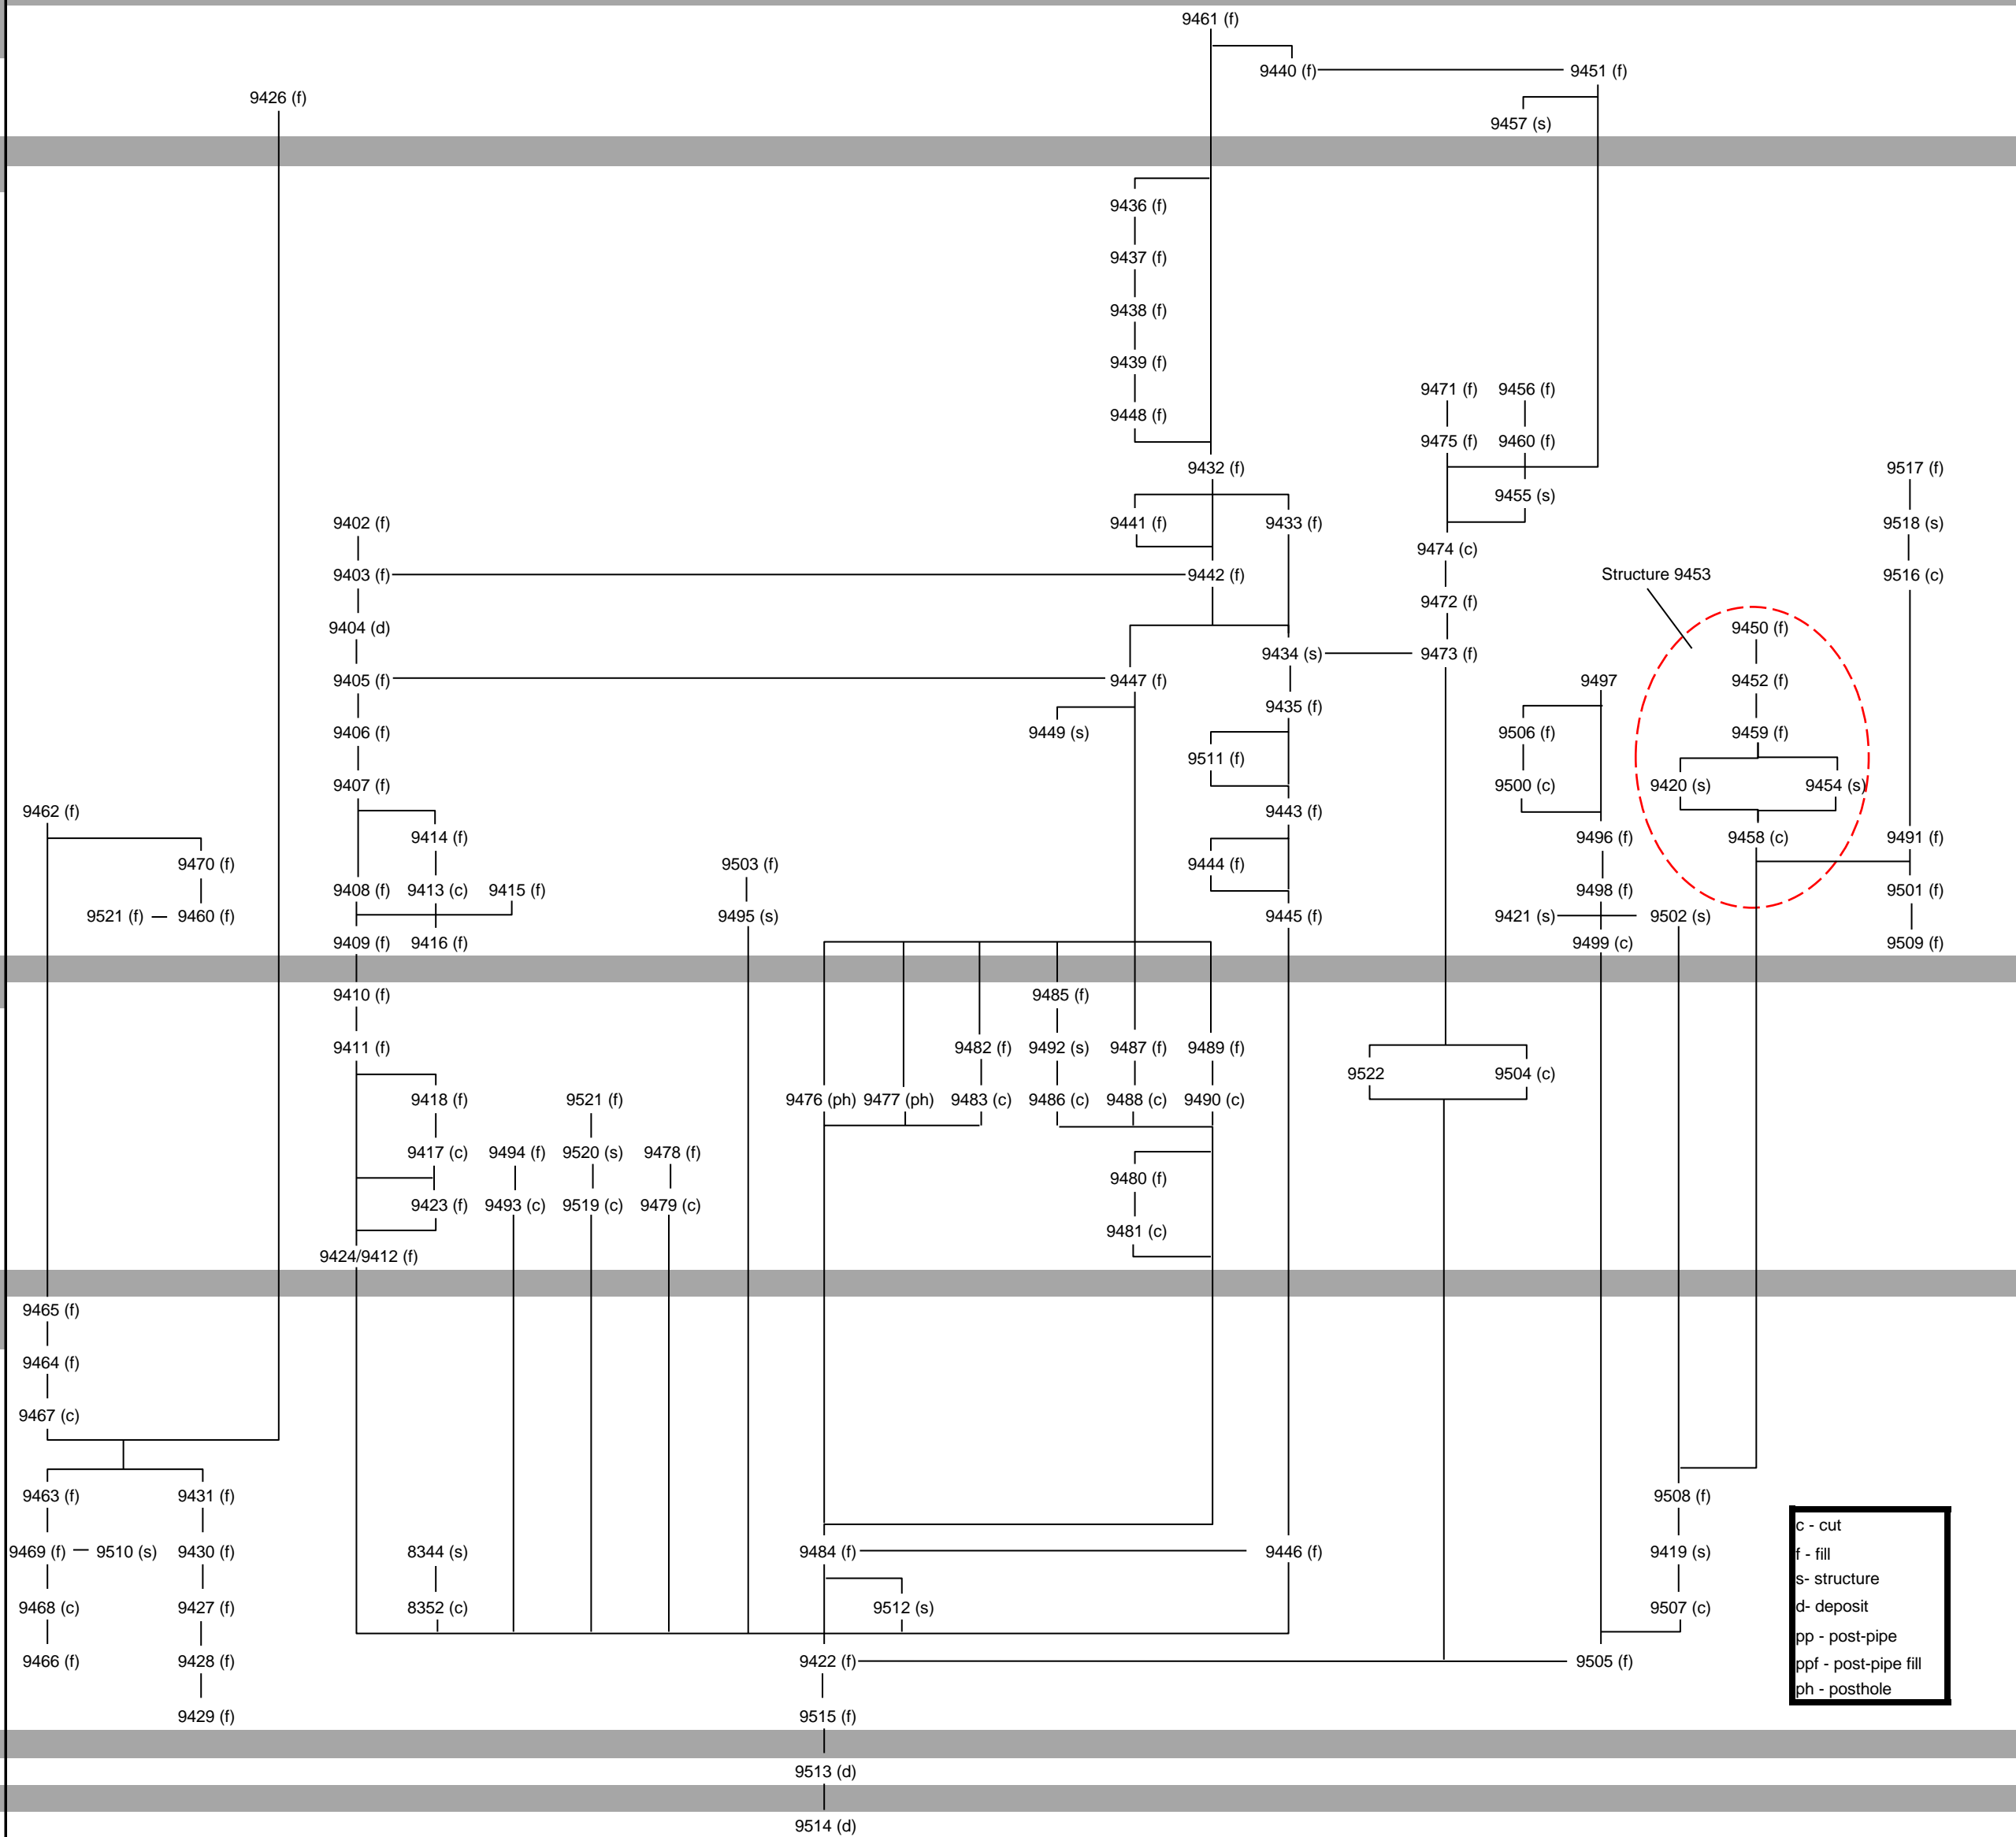 9461 (f)
9440 (f) 9451 (f)
9426 (f)
9457 (s)
9436 (f)
9437 (f)
9438 (f)
9439 (f)
9471 (f) 9456 (f)
9448 (f)
9475 (f) 9460 (f)
9432 (f) 9517 (f)
9455 (s)
9402 (f) 9441 (f) 9433 (f) 9518 (s)
9474 (c)
9403 (f) 9442 (f) Structure 9453 9516 (c)
9472 (f)
9404 (d) 9450 (f)
9434 (s) 9473 (f)
9405 (f) 9447 (f) 9497 9452 (f)
9435 (f)
9406 (f) 9449 (s) 9506 (f) 9459 (f)
9511 (f)
9407 (f) 9500 (c) 9420 (s) 9454 (s)
9462 (f) 9443 (f)
9414 (f) 9496 (f) 9458 (c) 9491 (f)
9470 (f) 9503 (f) 9444 (f)
9408 (f) 9413 (c) 9415 (f) 9498 (f) 9501 (f)
9521 (f) 9460 (f) 9495 (s) 9445 (f) 9421 (s) 9502 (s)
9409 (f) 9416 (f) 9499 (c) 9509 (f)
9410 (f) 9485 (f)
9411 (f) 9482 (f) 9492 (s) 9487 (f) 9489 (f)
9522 9504 (c)
9418 (f) 9521 (f) 9476 (ph) 9477 (ph) 9483 (c) 9486 (c) 9488 (c) 9490 (c)
9417 (c) 9494 (f) 9520 (s) 9478 (f)
9480 (f)
9423 (f) 9493 (c) 9519 (c) 9479 (c)
9481 (c)
9424/9412 (f)
9465 (f)
9464 (f)
9467 (c)
9463 (f) 9431 (f) 9508 (f)
9469 (f) 9510 (s) 9430 (f) 8344 (s) 9484 (f) 9446 (f) 9419 (s)
9468 (c) 9427 (f) 8352 (c) 9512 (s) 9507 (c)
9466 (f) 9428 (f) 9422 (f) 9505 (f)
9429 (f) 9515 (f)
9513 (d)
9514 (d)
c - cut
f - fill
s- structure
d- deposit
pp - post-pipe
ppf - post-pipe fill
ph - posthole